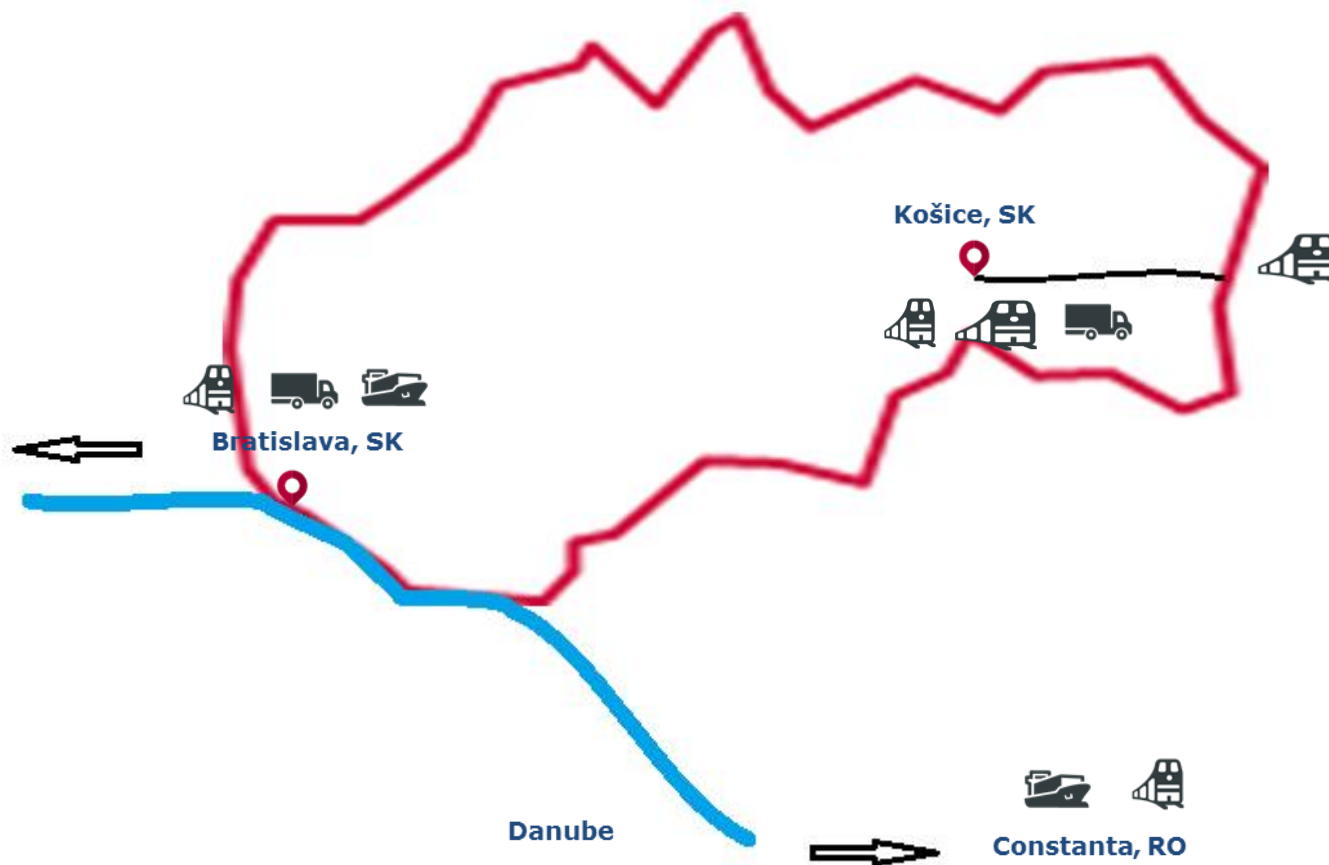 Košice, SK
Bratislava, SK
Danube
Constanta, RO